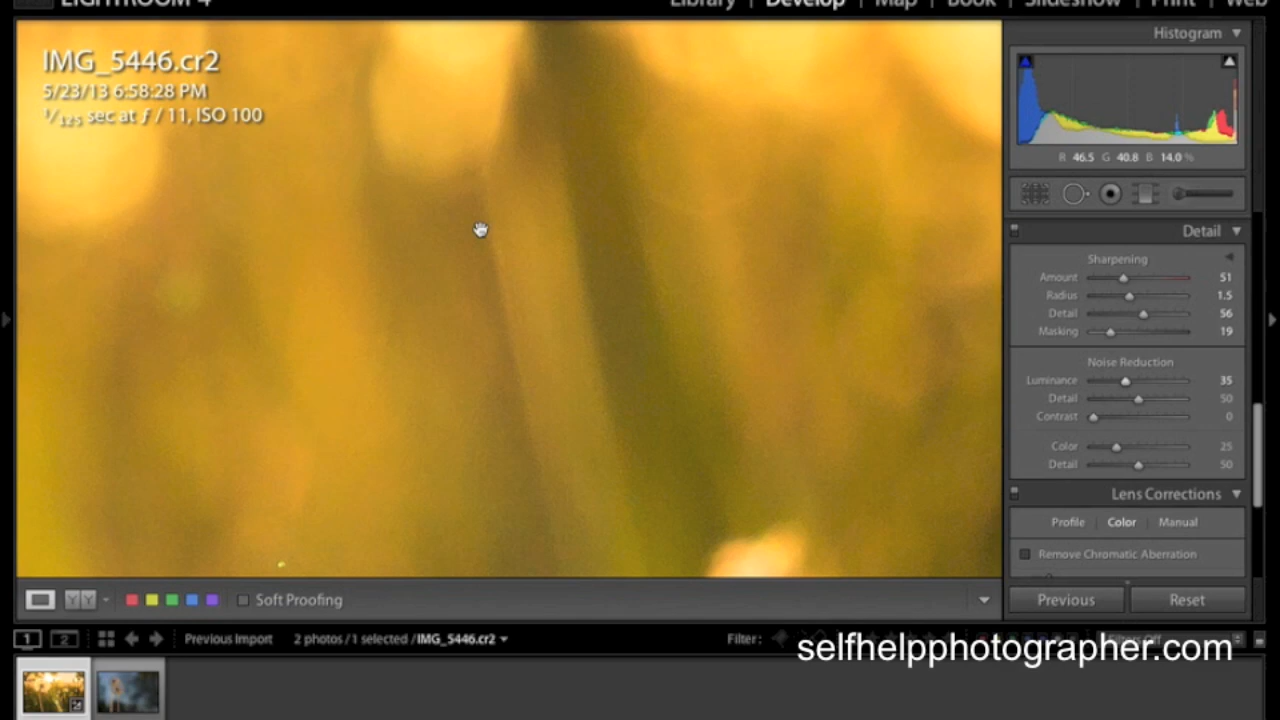 LIGHTROOM 4
Library | Develop | Map | Book | Slideshow | Print | Web
IMG_5446.cr2
5/23/13 6:58:28 PM
1/125 sec at ƒ / 11, ISO 100
Histogram
R 46.5 G 40.8 B 14.0 %
Detail
Sharpening
Amount 51
Radius 1.5
Detail 56
Masking 19
Noise Reduction
Luminance 35
Detail 50
Contrast 0
Color 25
Detail 50
Lens Corrections
Profile | Color | Manual
Remove Chromatic Aberration
YY
Soft Proofing
Previous
Reset
1 2 Previous Import 2 photos / 1 selected / IMG_5446.cr2 Filter: Filters Off
selfhelpphotographer.com